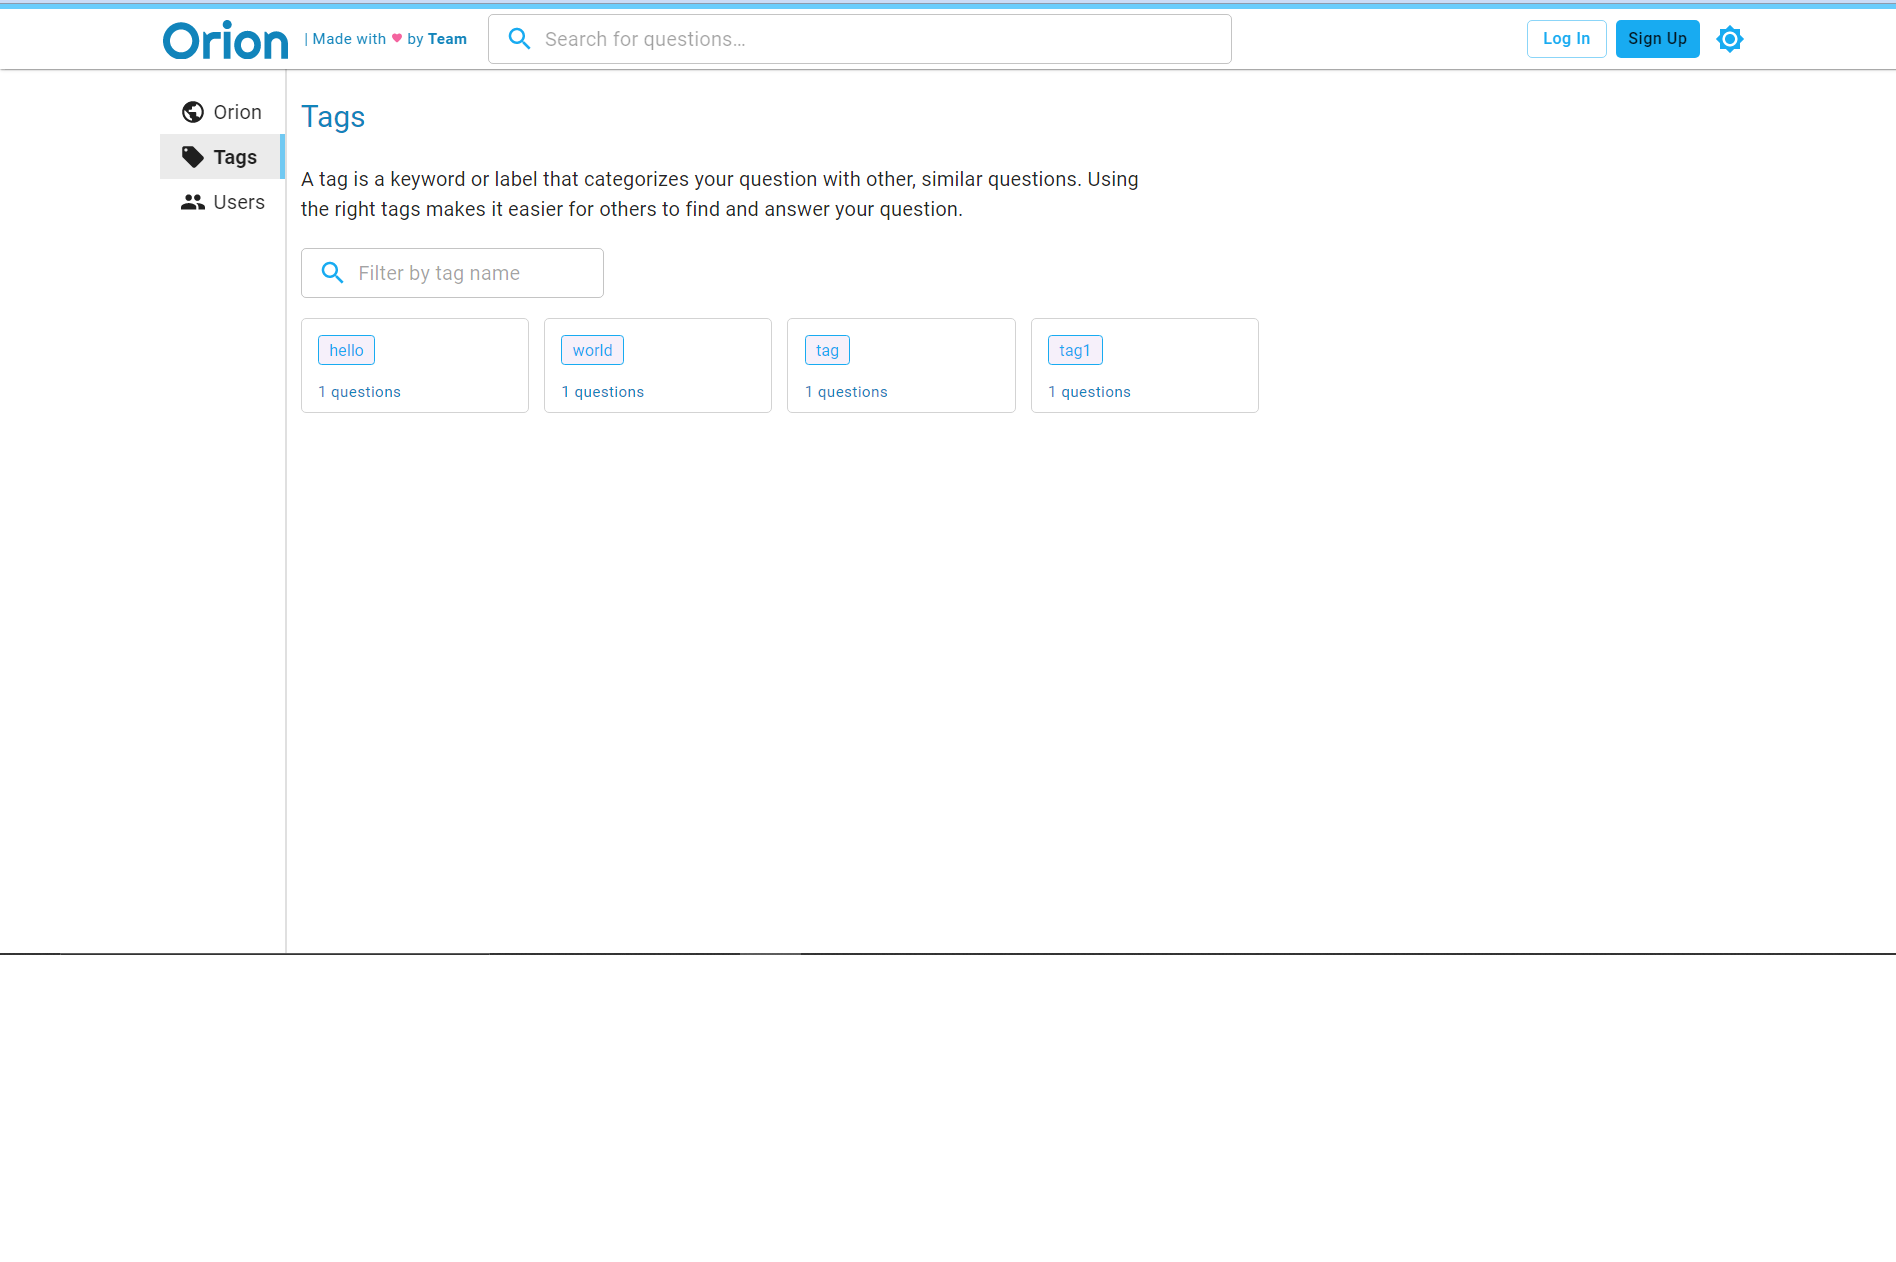 Orion | Made with ♥ by Team Search for questions... Log In Sign Up
Orion
Tags
Users
Tags
A tag is a keyword or label that categorizes your question with other, similar questions. Using
the right tags makes it easier for others to find and answer your question.
Filter by tag name
hello
1 questions
world
1 questions
tag
1 questions
tag1
1 questions